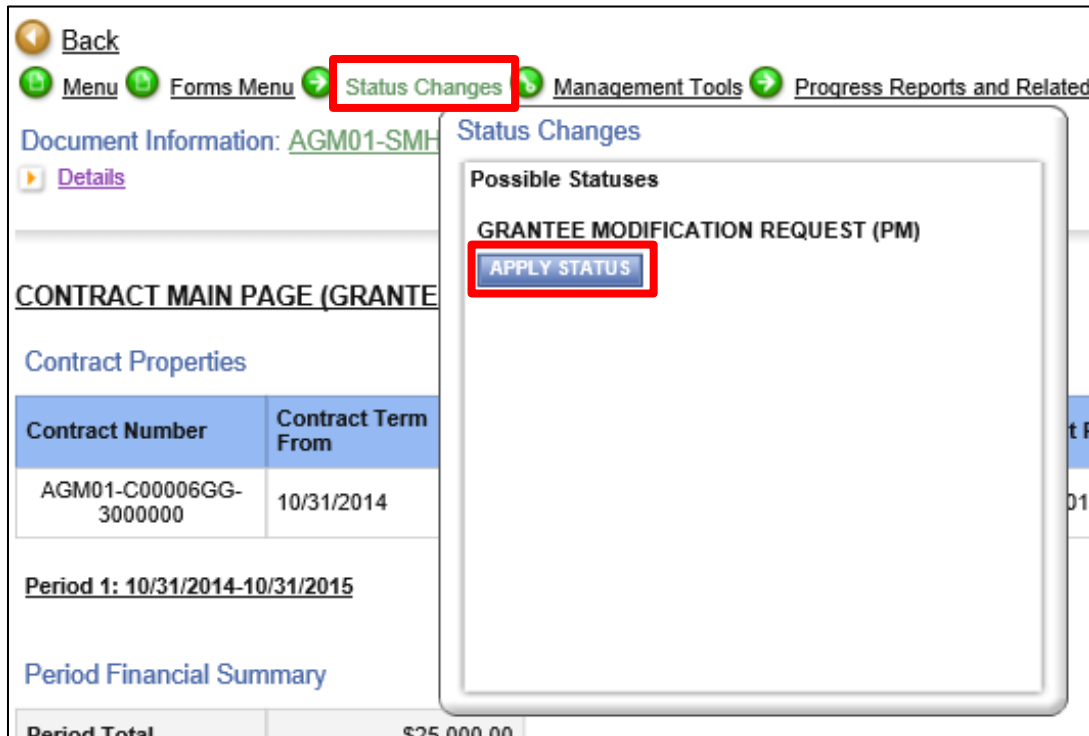 Back
Menu Forms Menu Status Changes Management Tools Progress Reports and Related
Document Information: AGM01-SMH
Details
Status Changes
Possible Statuses
GRANTEE MODIFICATION REQUEST (PM)
APPLY STATUS
CONTRACT MAIN PAGE (GRANTE
Contract Properties
Contract Number Contract Term
From
AGM01-C00006GG-
3000000
10/31/2014
Period 1: 10/31/2014-10/31/2015
Period Financial Summary
Period Total $25,000.00